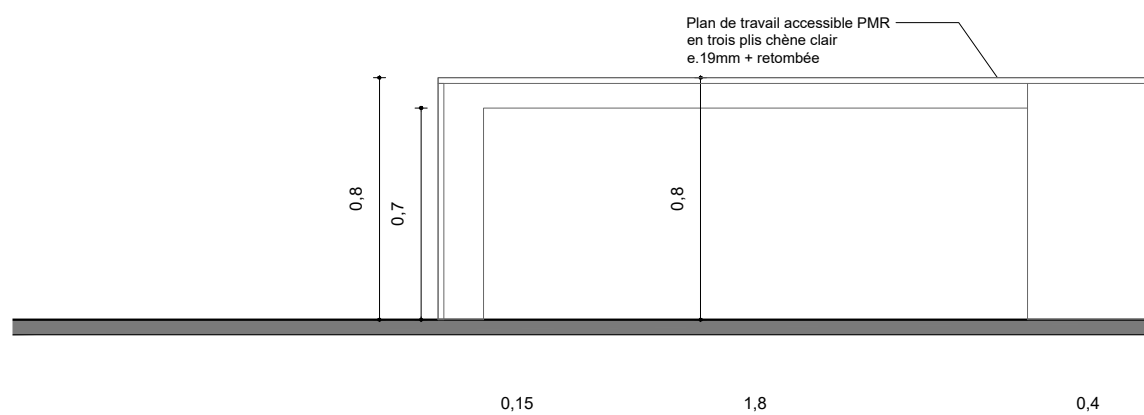 Plan de travail accessible PMR
en trois plis chène clair
e.19mm + retombée
0,8
0,7
0,8
0,15
1,8
0,4